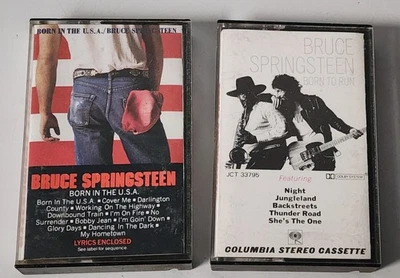 BORN IN THE U.S.A./BRUCE SPRINGSTEEN
BRUCE SPRINGSTEEN
BORN IN THE U.S.A.
Born In The U.S.A. • Cover Me • Darlington
County • Working On The Highway •
Downbound Train • I'm On Fire • No
Surrender • Bobby Jean • I'm Goin' Down •
Glory Days • Dancing In The Dark •
My Hometown
LYRICS ENCLOSED
See label for sequence.
BRUCE
SPRINGSTEEN
BORN TO RUN
JCT 33795
DOLBY SYSTEM
Featuring
Night
Jungleland
Backstreets
Thunder Road
She's The One
COLUMBIA STEREO CASSETTE